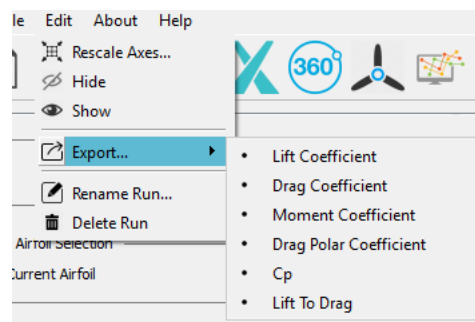 le Edit About Help
Rescale Axes...
360°
Hide
Show
Export...
Lift Coefficient
Drag Coefficient
Moment Coefficient
Drag Polar Coefficient
Cp
Lift To Drag
Rename Run...
Delete Run
Airfoil Selection
Current Airfoil